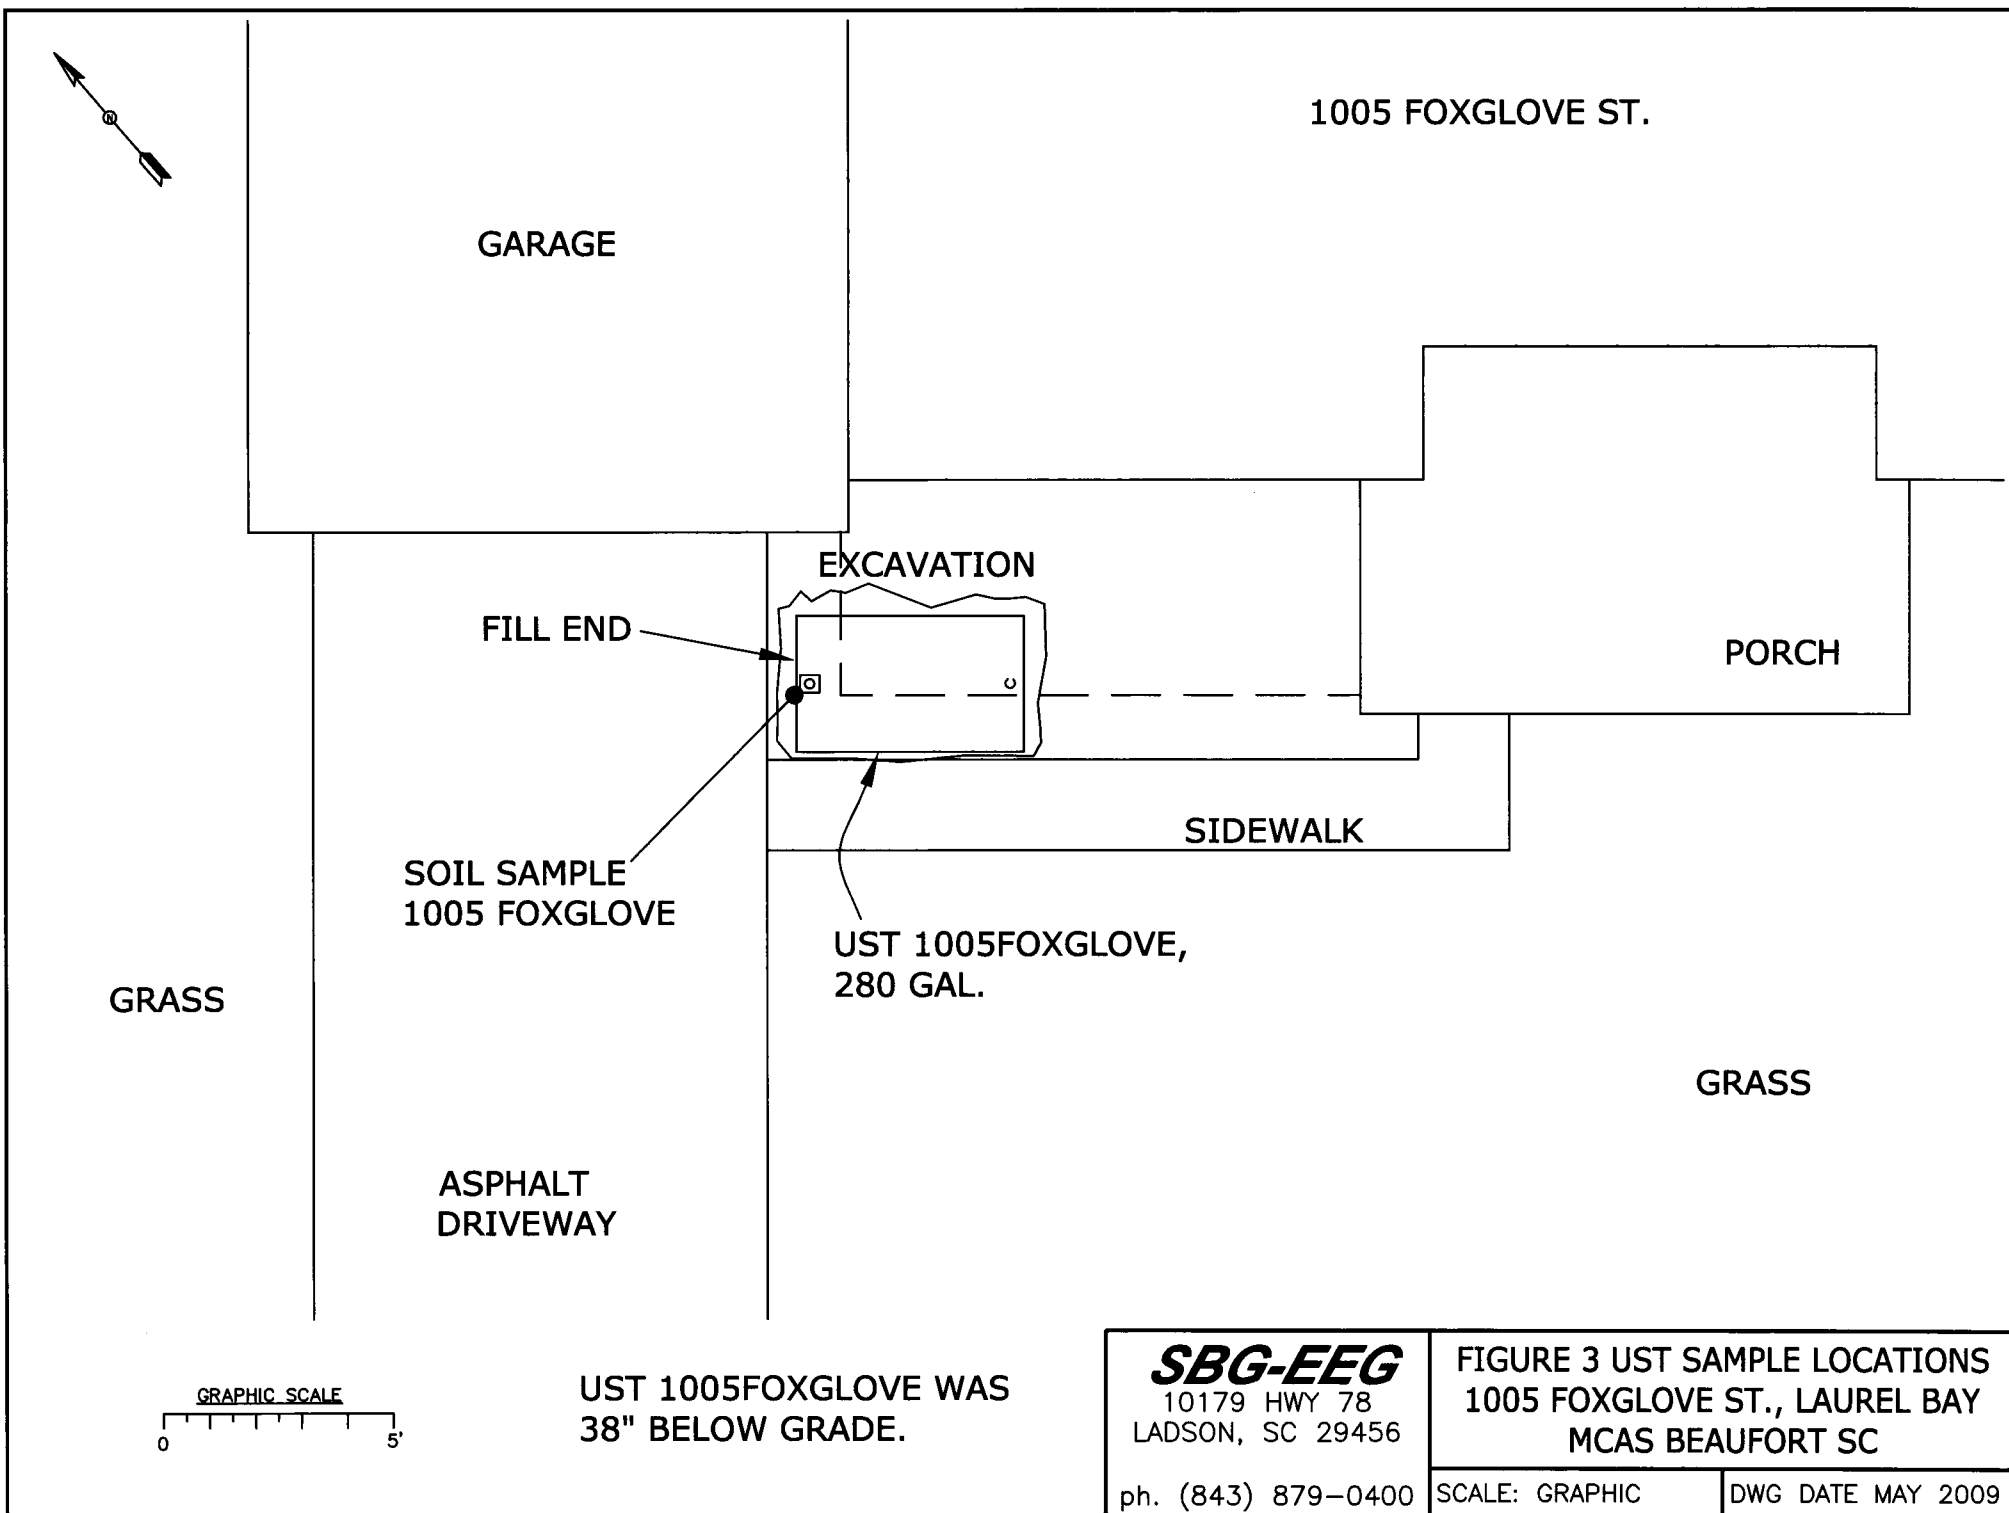 N
1005 FOXGLOVE ST.
GARAGE
EXCAVATION
FILL END
PORCH
SIDEWALK
SOIL SAMPLE
1005 FOXGLOVE
UST 1005FOXGLOVE,
280 GAL.
GRASS
GRASS
ASPHALT
DRIVEWAY
GRAPHIC SCALE
0 5'
UST 1005FOXGLOVE WAS
38" BELOW GRADE.
SBG-EEG
10179 HWY 78
LADSON, SC 29456
ph. (843) 879-0400
FIGURE 3 UST SAMPLE LOCATIONS
1005 FOXGLOVE ST., LAUREL BAY
MCAS BEAUFORT SC
SCALE: GRAPHIC
DWG DATE MAY 2009